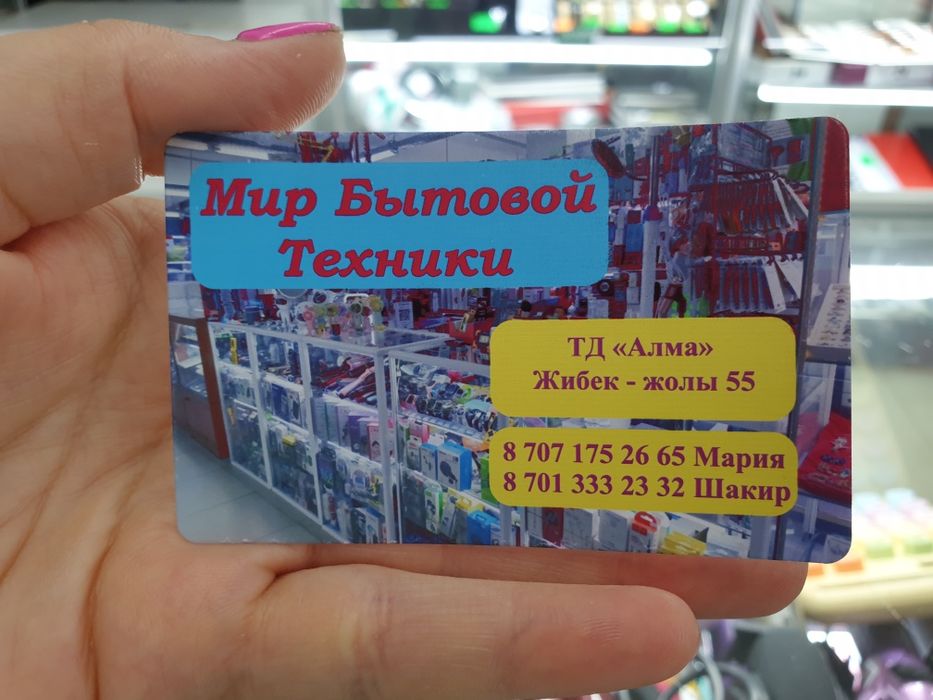 Мир Бытовой
Техники
ТД «Алма»
Жибек - жолы 55
8 707 175 26 65 Мария
8 701 333 23 32 Шакир